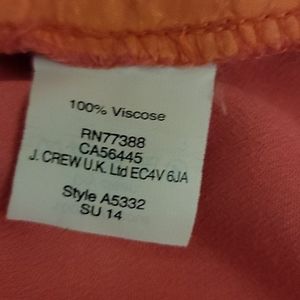 100% Viscose
RN77388
CA56445
J. CREW U.K. Ltd EC4V 6JA
Style A5332
SU 14